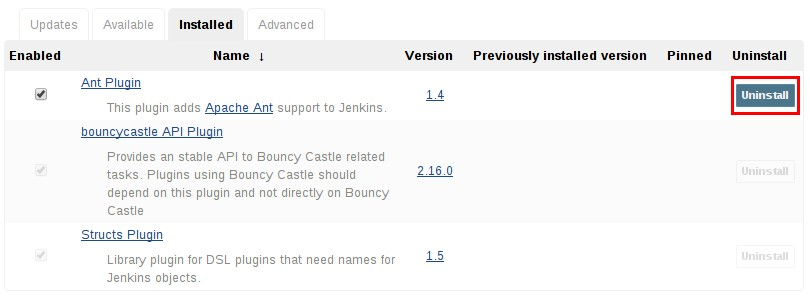 Updates Available Installed Advanced
Enabled Name ↓ Version Previously installed version Pinned Uninstall
Ant Plugin
This plugin adds Apache Ant support to Jenkins.
1.4
Uninstall
bouncycastle API Plugin
Provides an stable API to Bouncy Castle related
tasks. Plugins using Bouncy Castle should
depend on this plugin and not directly on Bouncy
Castle
2.16.0
Uninstall
Structs Plugin
Library plugin for DSL plugins that need names for
Jenkins objects.
1.5
Uninstall